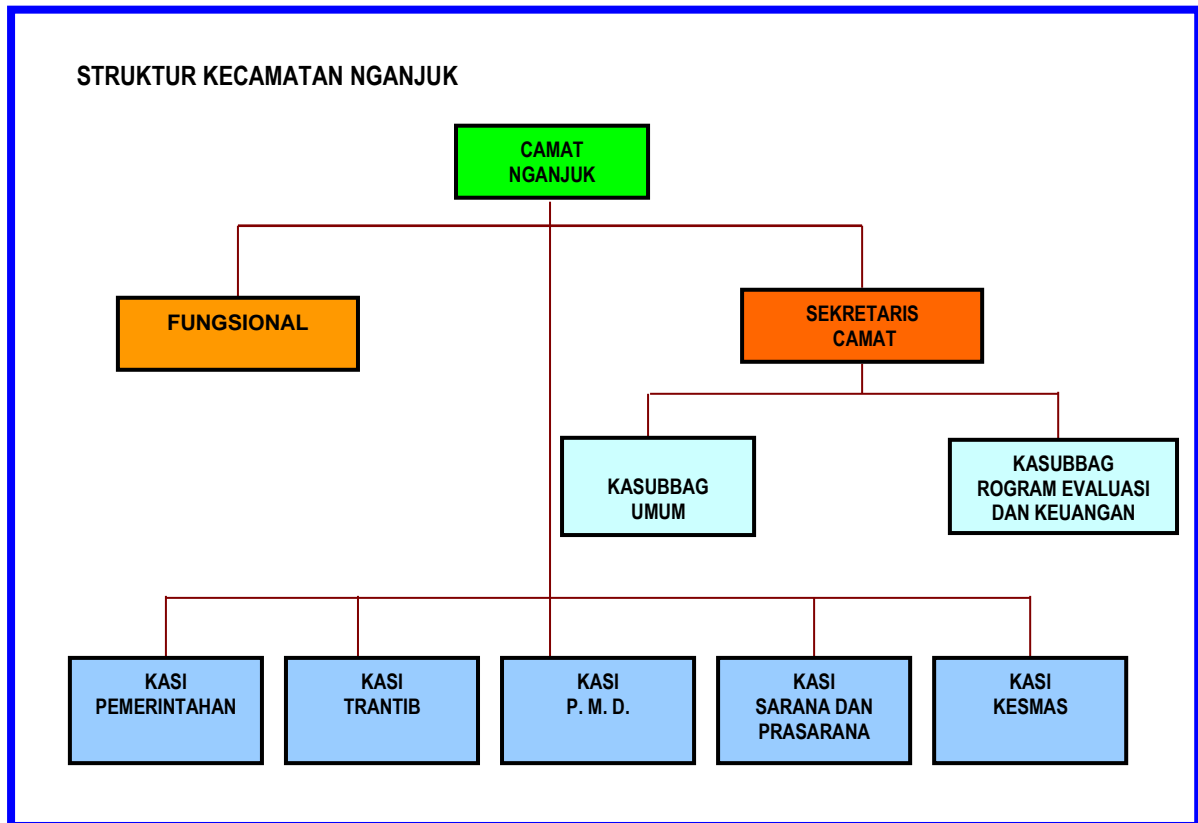 STRUKTUR KECAMATAN NGANJUK
CAMAT
NGANJUK
FUNGSIONAL
SEKRETARIS
CAMAT
KASUBBAG
UMUM
KASUBBAG
ROGRAM EVALUASI
DAN KEUANGAN
KASI
PEMERINTAHAN
KASI
TRANTIB
KASI
P. M. D.
KASI
SARANA DAN
PRASARANA
KASI
KESMAS